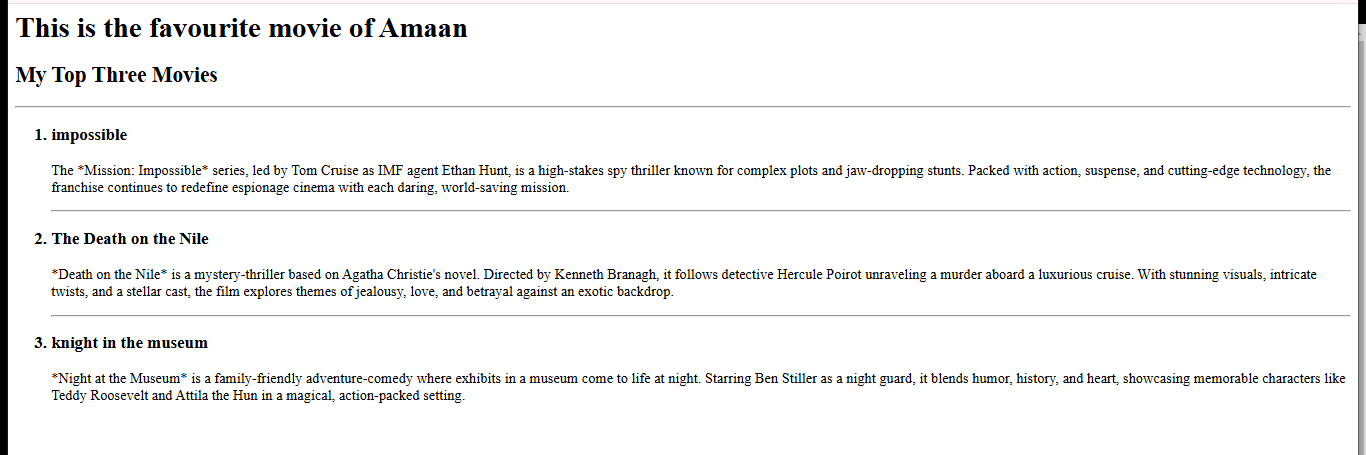 This is the favourite movie of Amaan
My Top Three Movies
1. impossible
The *Mission: Impossible* series, led by Tom Cruise as IMF agent Ethan Hunt, is a high-stakes spy thriller known for complex plots and jaw-dropping stunts. Packed with action, suspense, and cutting-edge technology, the
franchise continues to redefine espionage cinema with each daring, world-saving mission.
2. The Death on the Nile
*Death on the Nile* is a mystery-thriller based on Agatha Christie's novel. Directed by Kenneth Branagh, it follows detective Hercule Poirot unraveling a murder aboard a luxurious cruise. With stunning visuals, intricate
twists, and a stellar cast, the film explores themes of jealousy, love, and betrayal against an exotic backdrop.
3. knight in the museum
*Night at the Museum* is a family-friendly adventure-comedy where exhibits in a museum come to life at night. Starring Ben Stiller as a night guard, it blends humor, history, and heart, showcasing memorable characters like
Teddy Roosevelt and Attila the Hun in a magical, action-packed setting.